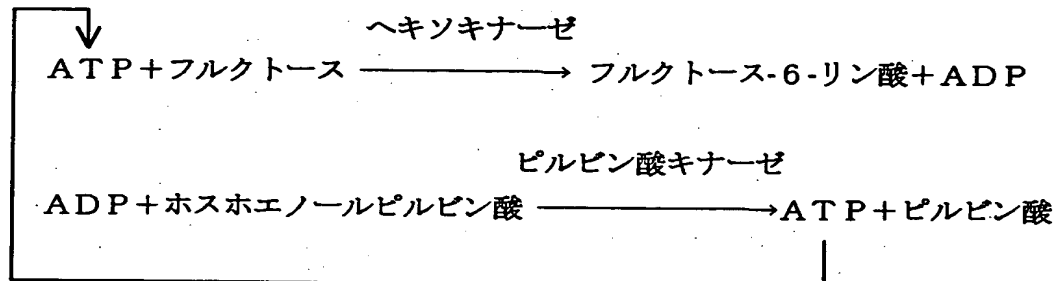 ヘキソキナーゼ
ATP+フルクトース ⟶ フルクトース-6-リン酸+ADP
ピルビン酸キナーゼ
ADP+ホスホエノールピルビン酸 ⟶ ATP+ピルビン酸